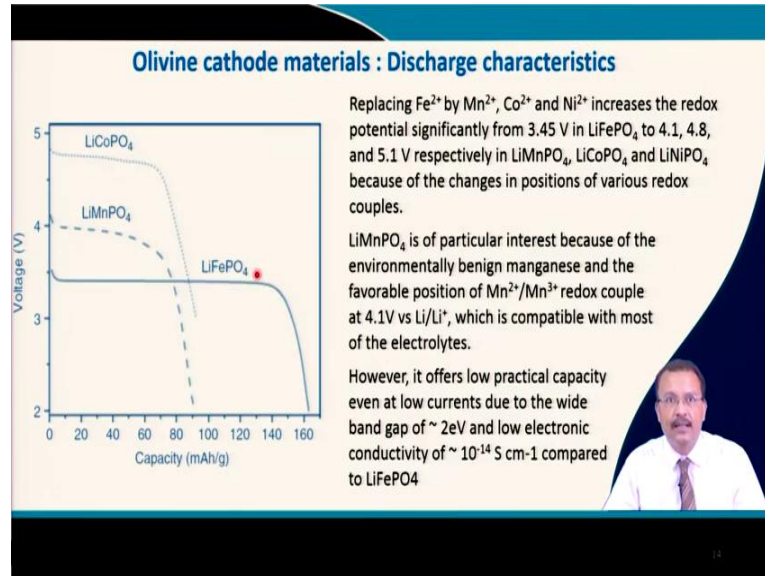 Olivine cathode materials : Discharge characteristics
Replacing Fe²⁺ by Mn²⁺, Co²⁺ and Ni²⁺ increases the redox
potential significantly from 3.45 V in LiFePO₄ to 4.1, 4.8,
and 5.1 V respectively in LiMnPO₄, LiCoPO₄ and LiNiPO₄
because of the changes in positions of various redox
couples.
LiMnPO₄ is of particular interest because of the
environmentally benign manganese and the
favorable position of Mn²⁺/Mn³⁺ redox couple
at 4.1V vs Li/Li⁺, which is compatible with most
of the electrolytes.
However, it offers low practical capacity
even at low currents due to the wide
band gap of ~ 2eV and low electronic
conductivity of ~ 10⁻¹⁴ S cm-1 compared
to LiFePO4
5
LiCoPO₄
LiMnPO₄
4
LiFePO₄
Voltage (V)
3
2
0 20 40 60 80 100 120 140 160
Capacity (mAh/g)
14